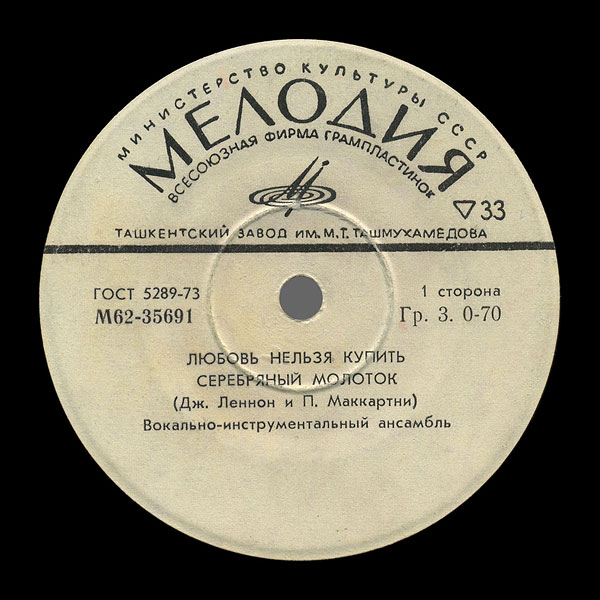 МИНИСТЕРСТВО КУЛЬТУРЫ СССР
МЕЛОДИЯ
ВСЕСОЮЗНАЯ ФИРМА ГРАМПЛАСТИНОК
▽33
ТАШКЕНТСКИЙ ЗАВОД ИМ. М.Т. ТАШМУХАМЕДОВА
ГОСТ 5289-73
1 сторона
М62-35691
Гр. 3. 0-70
ЛЮБОВЬ НЕЛЬЗЯ КУПИТЬ
СЕРЕБРЯНЫЙ МОЛОТОК
(Дж. Леннон и П. Маккартни)
Вокально-инструментальный ансамбль